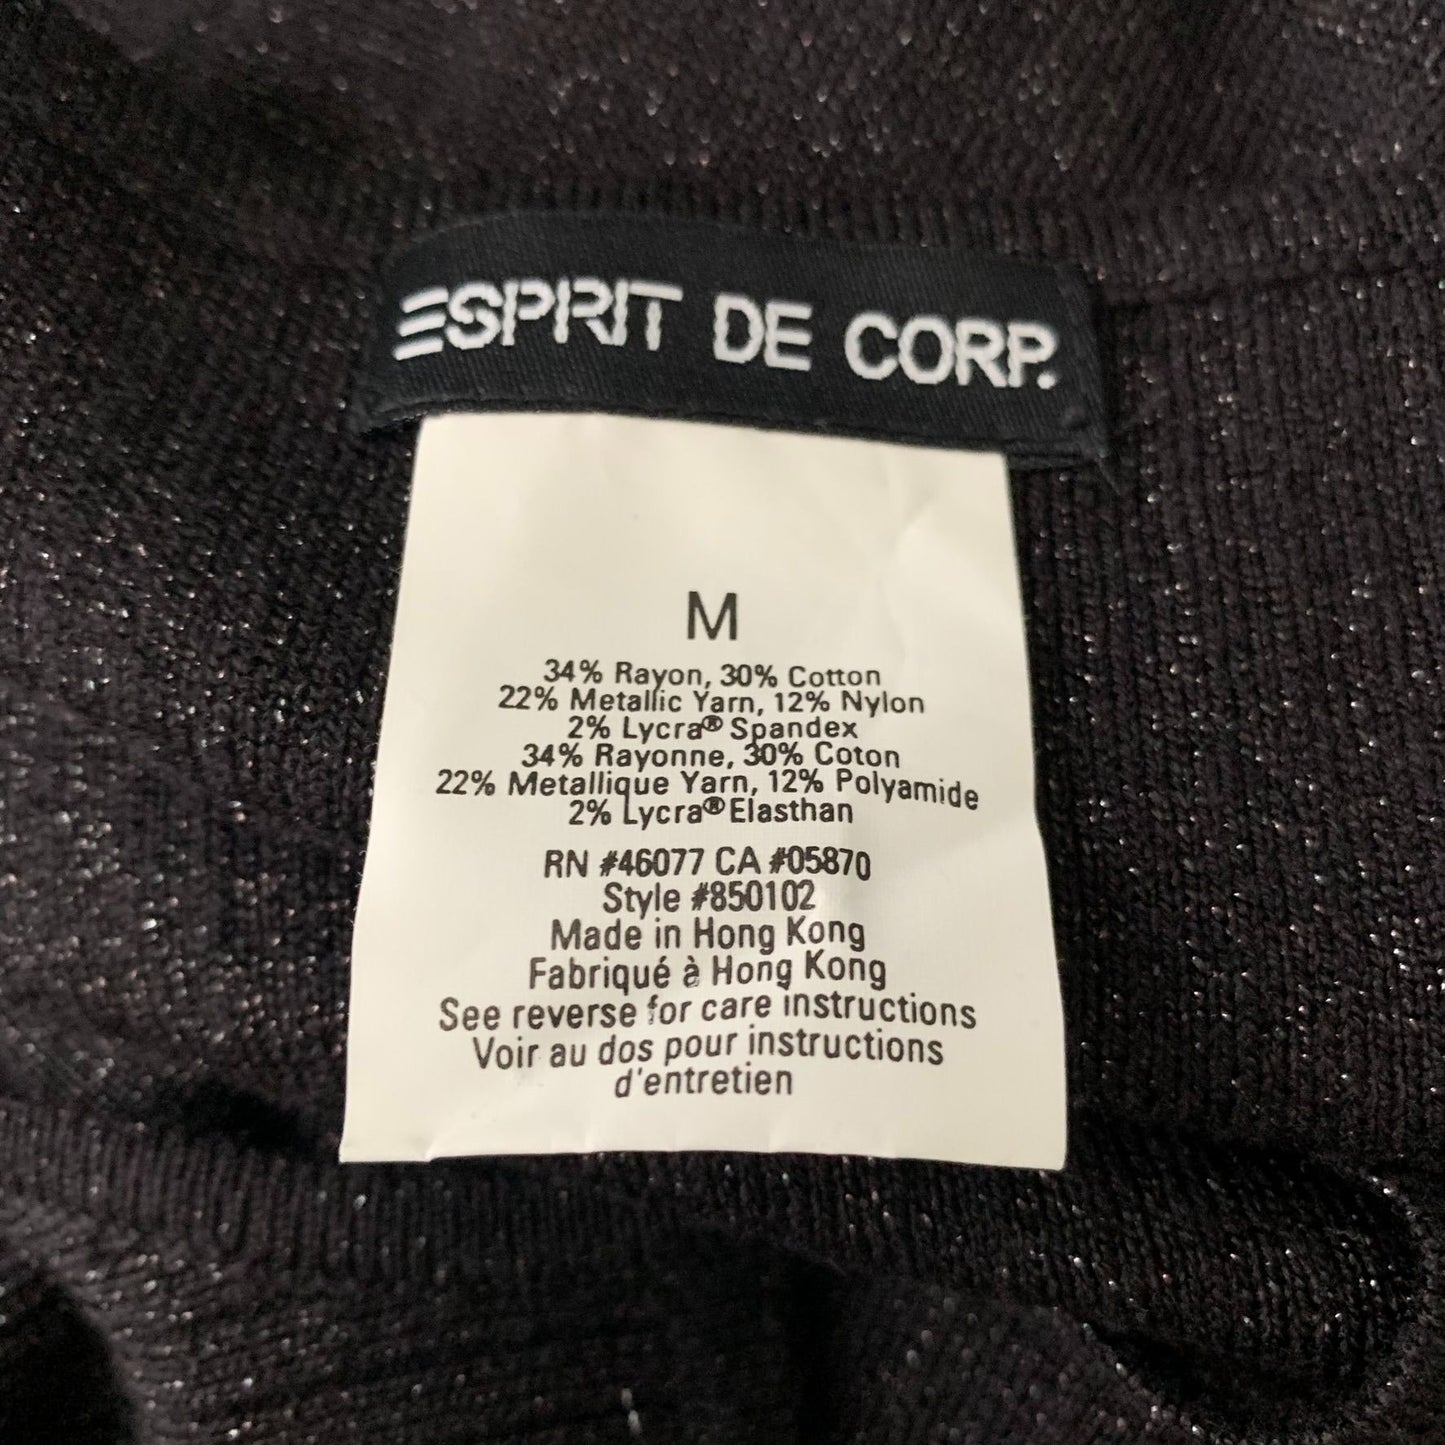 ESPRIT DE CORP.
M
34% Rayon, 30% Cotton
22% Metallic Yarn, 12% Nylon
2% Lycra® Spandex
34% Rayonne, 30% Coton
22% Metallique Yarn, 12% Polyamide
2% Lycra® Elasthan
RN #46077 CA #05870
Style #850102
Made in Hong Kong
Fabriqué à Hong Kong
See reverse for care instructions
Voir au dos pour instructions
d'entretien